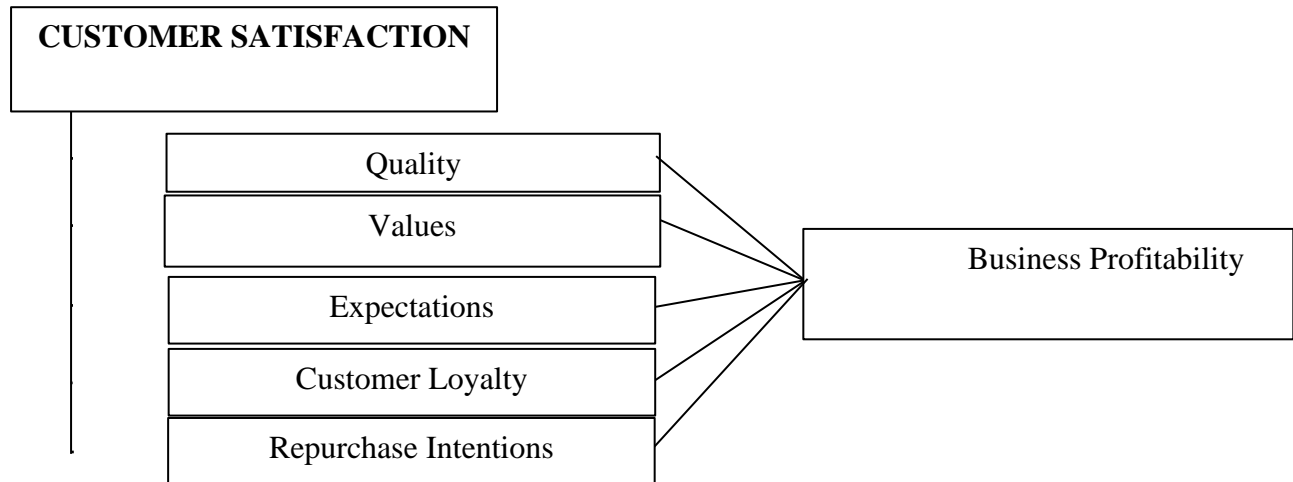 CUSTOMER SATISFACTION
Quality
Values
Expectations
Customer Loyalty
Repurchase Intentions
Business Profitability